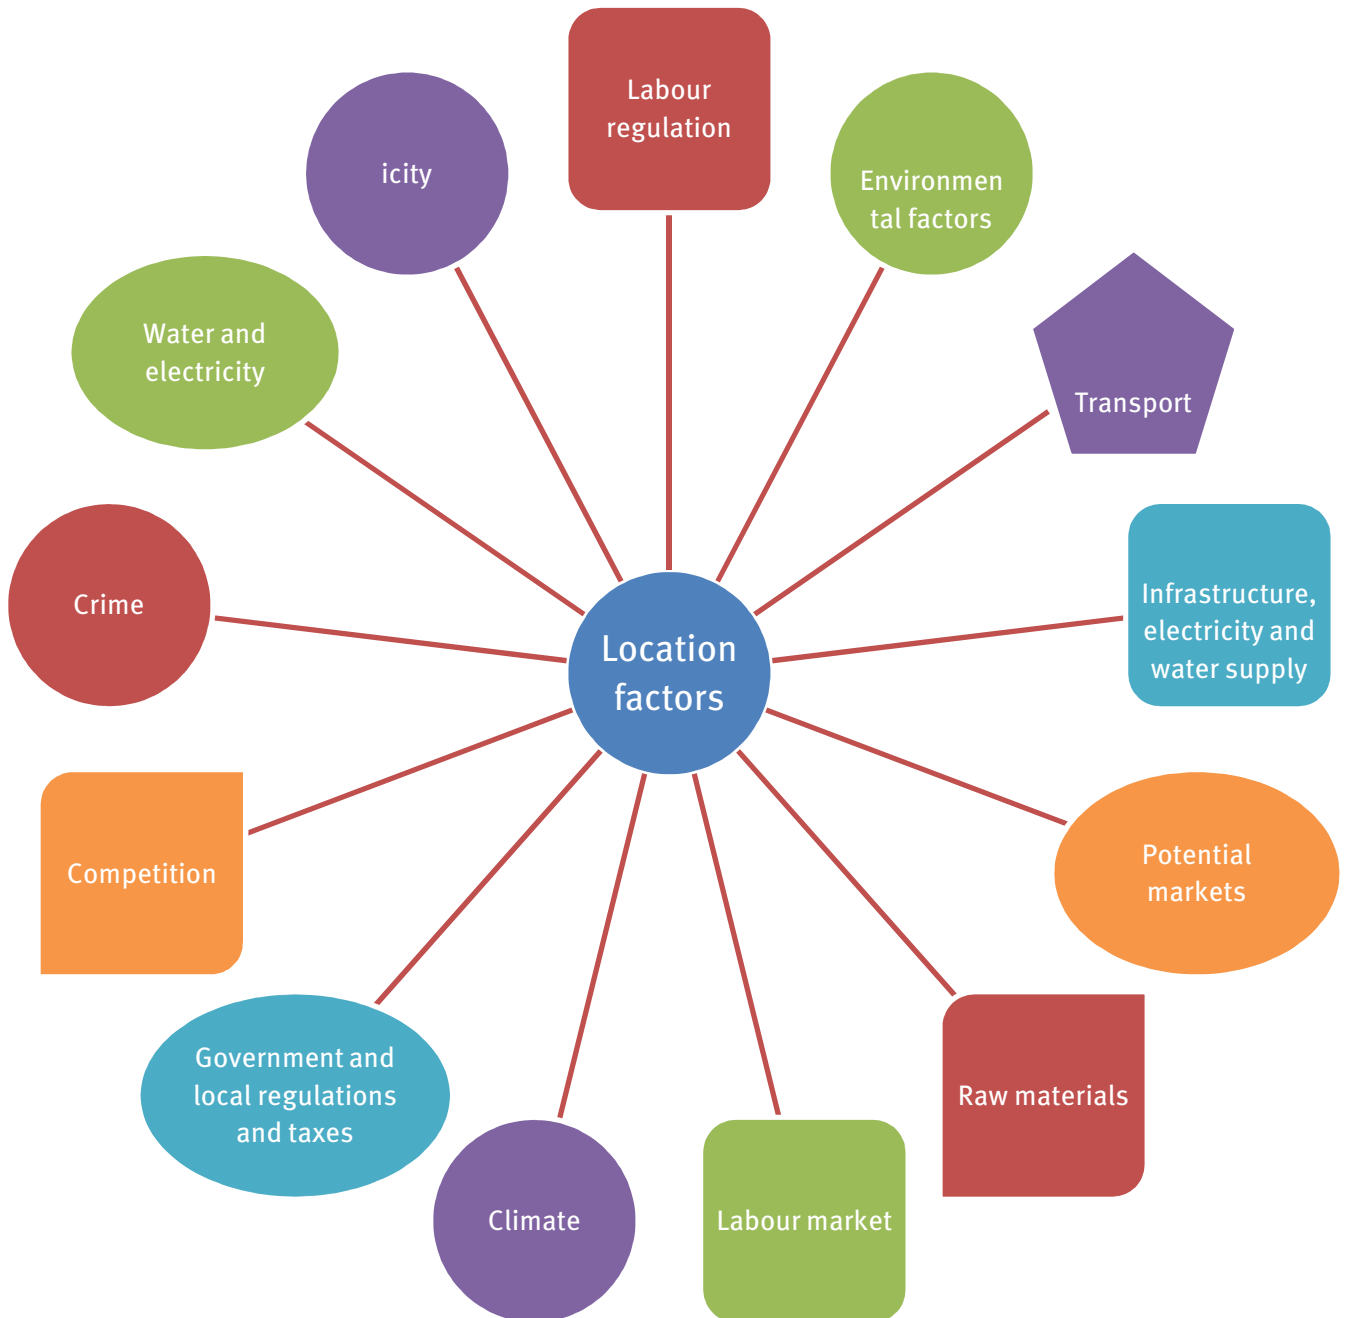 Labour
regulation
Environmen
tal factors
Transport
Infrastructure,
electricity and
water supply
Potential
markets
Raw materials
Labour market
Climate
Government and
local regulations
and taxes
Competition
Crime
Water and
electricity
icity
Location
factors